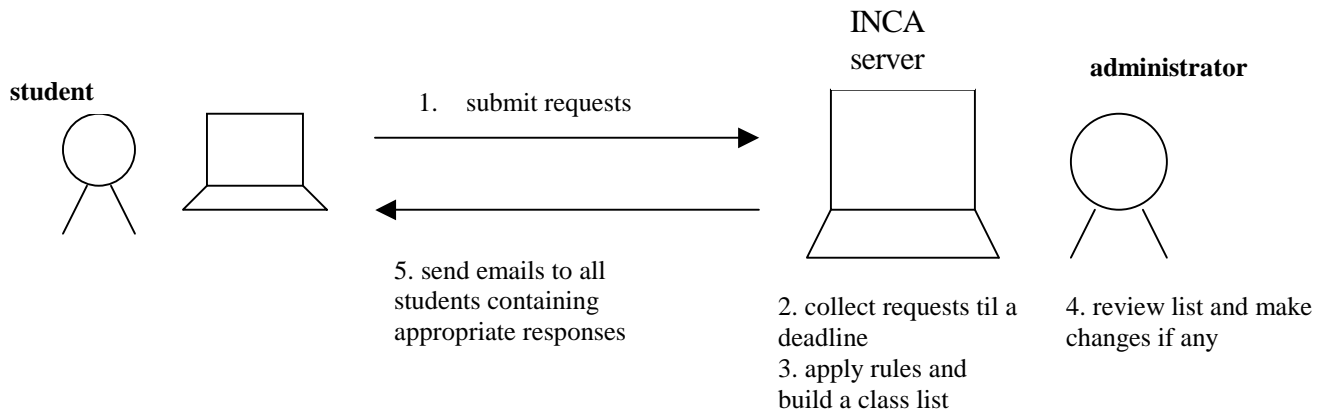 INCA
server
administrator
student
1. submit requests
5. send emails to all
students containing
appropriate responses
2. collect requests til a
deadline
3. apply rules and
build a class list
4. review list and make
changes if any